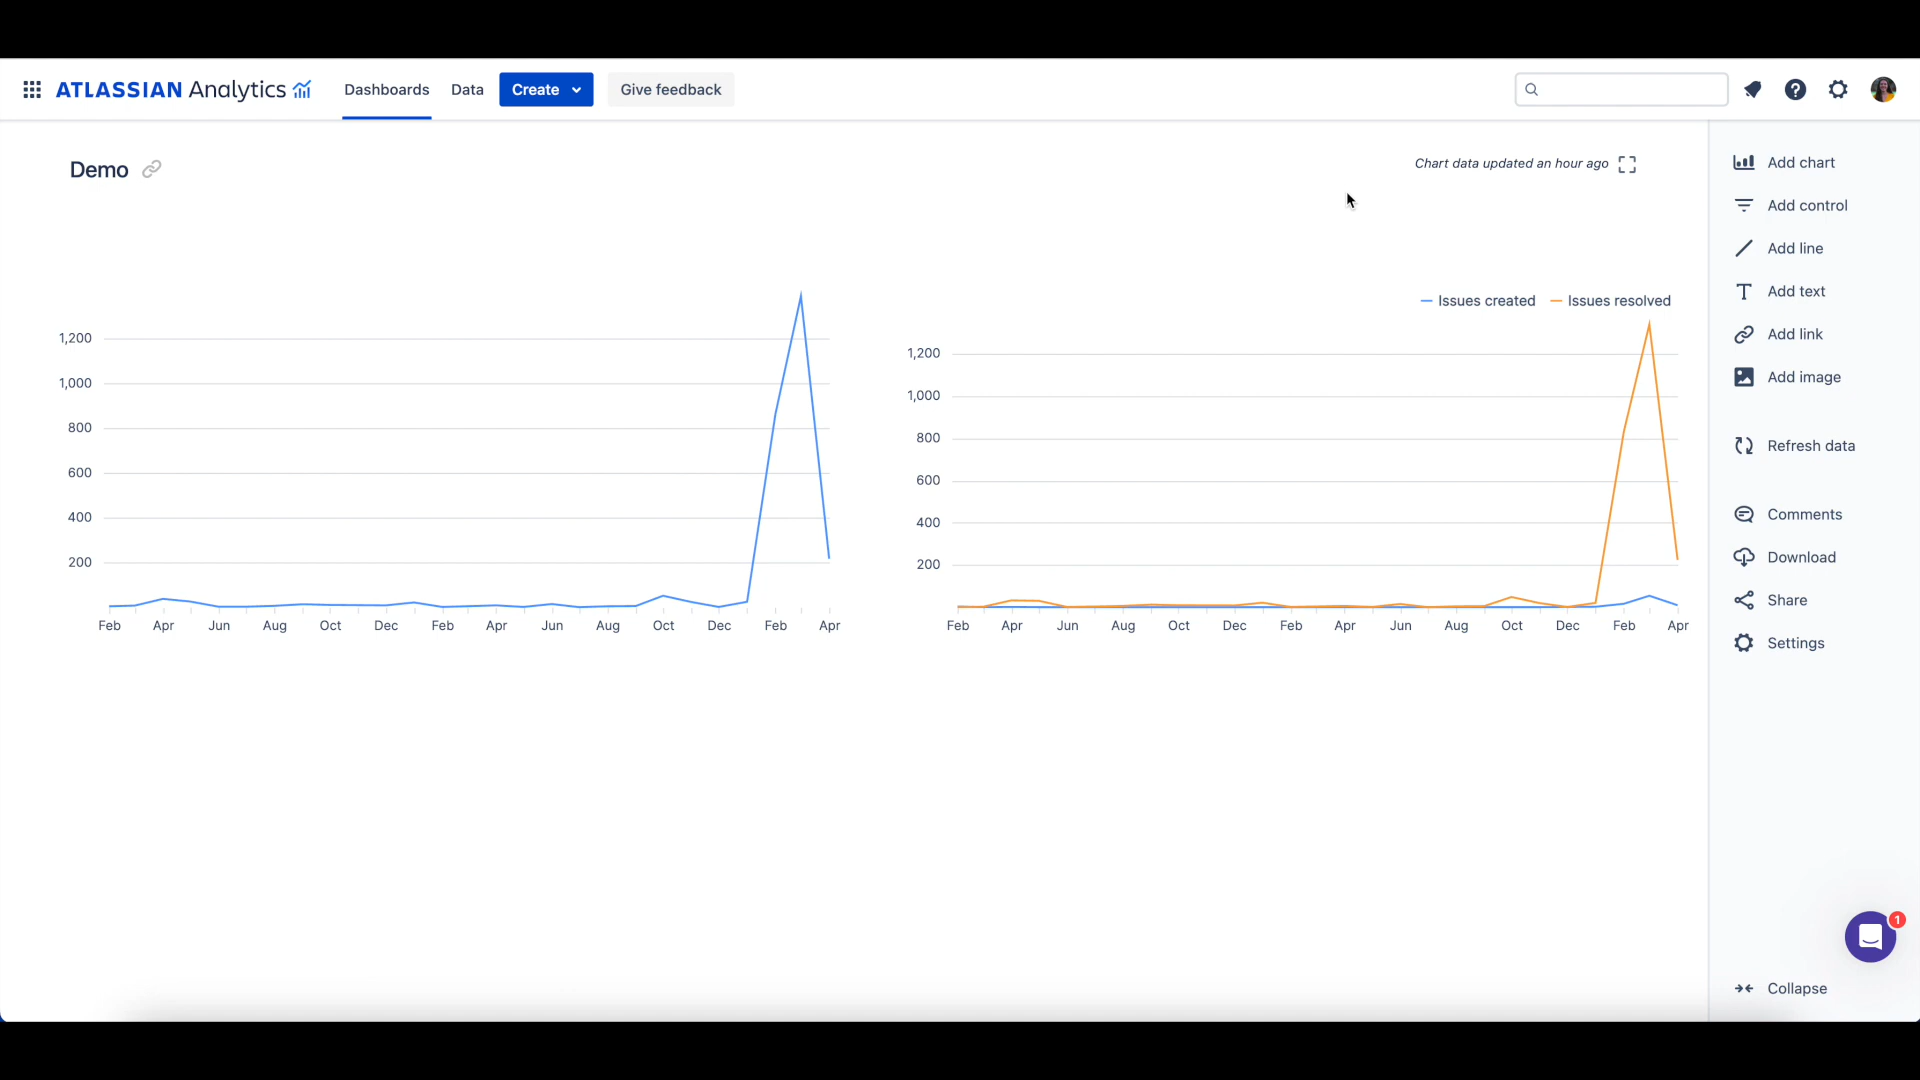 ATLASSIAN Analytics Dashboards Data Create Give feedback
Demo
Chart data updated an hour ago
1,200
1,000
800
600
400
200
Feb Apr Jun Aug Oct Dec Feb Apr Jun Aug Oct Dec Feb Apr
Issues created Issues resolved
1,200
1,000
800
600
400
200
Feb Apr Jun Aug Oct Dec Feb Apr Jun Aug Oct Dec Feb Apr
Add chart
Add control
Add line
Add text
Add link
Add image
Refresh data
Comments
Download
Share
Settings
1
Collapse